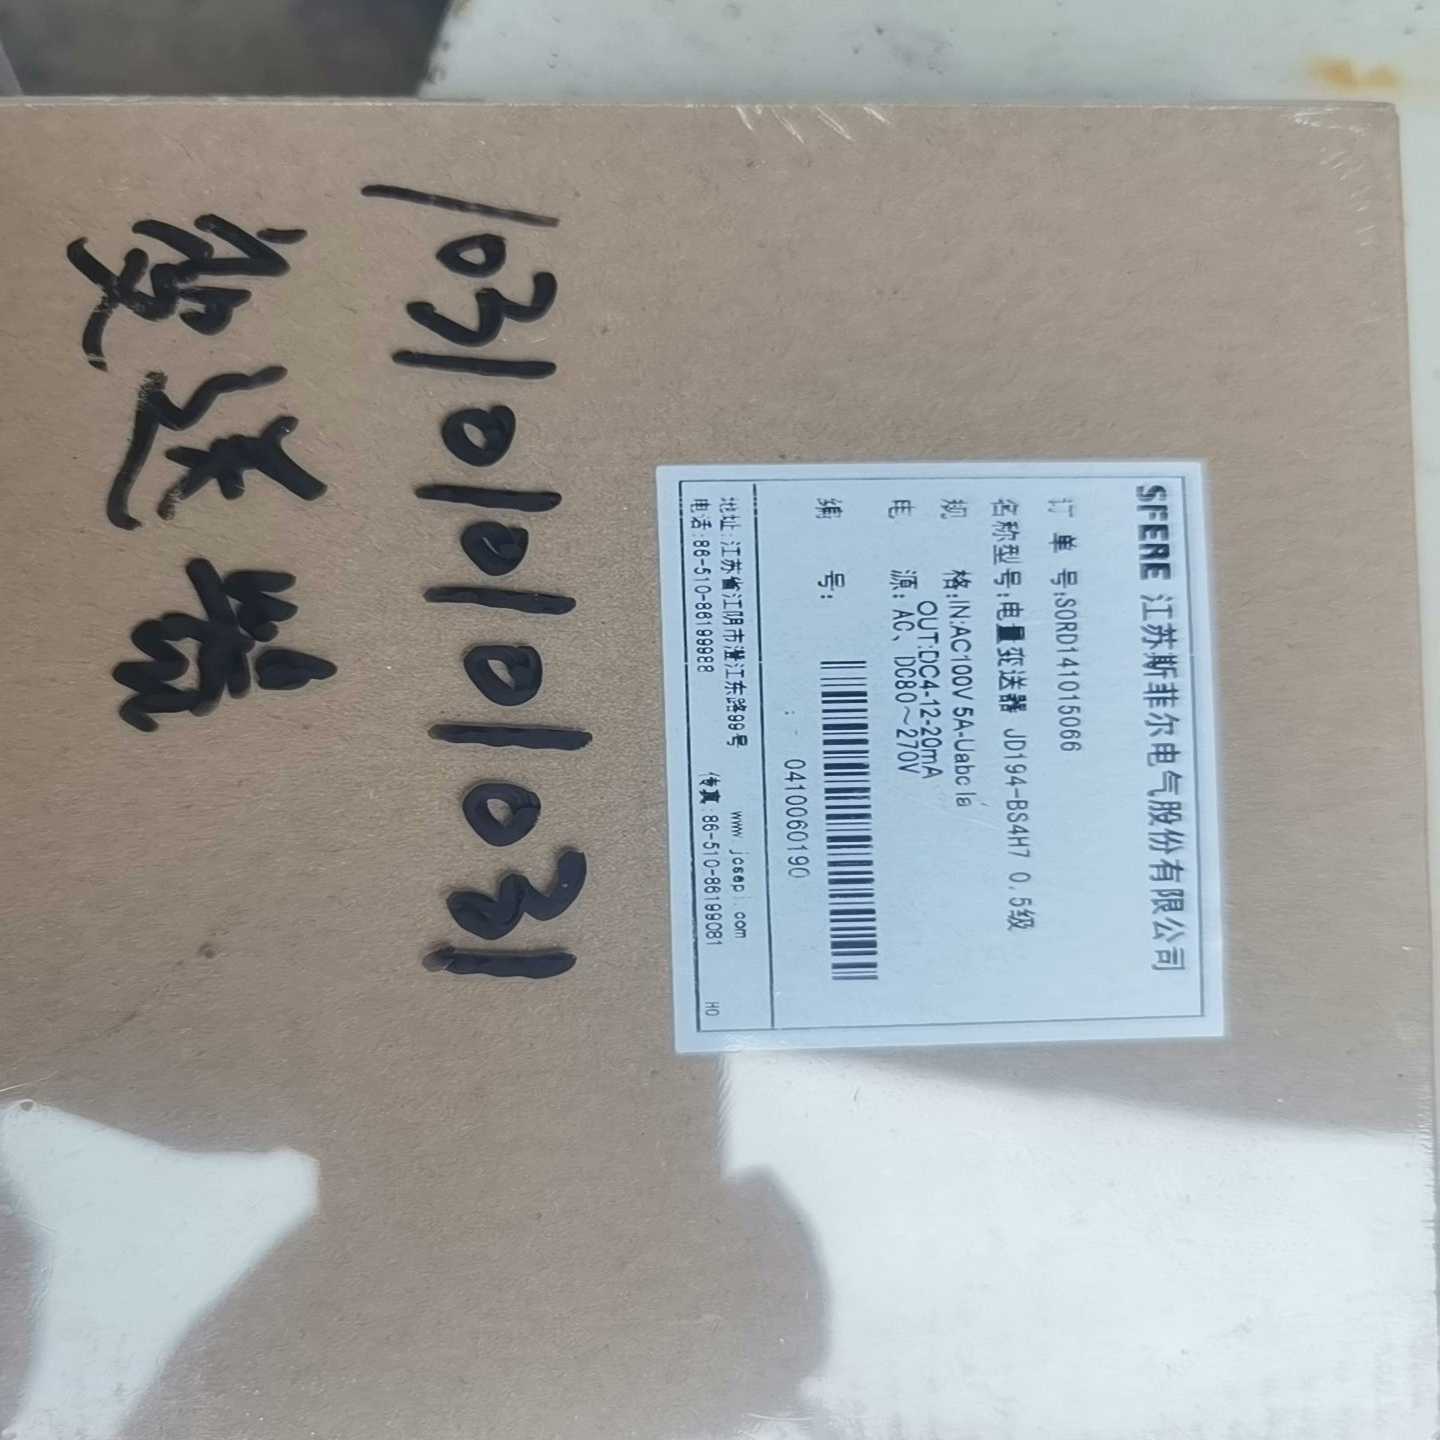 SFERE 江苏斯菲尔电气股份有限公司
订 单 号:SORD141015066
名称型号:电量变送器 JD194-BS4H7 0.5级
规 格:IN:AC100V 5A-Uabc Ia
OUT:DC4-12-20mA
电 源: AC、DC80～270V
编 号:
0410060190
地址:江苏省江阴市澄江东路99号 www.jcsepi.com
电话:86-510-86199988 传真:86-510-86199081 HO
1031010101031
变送器